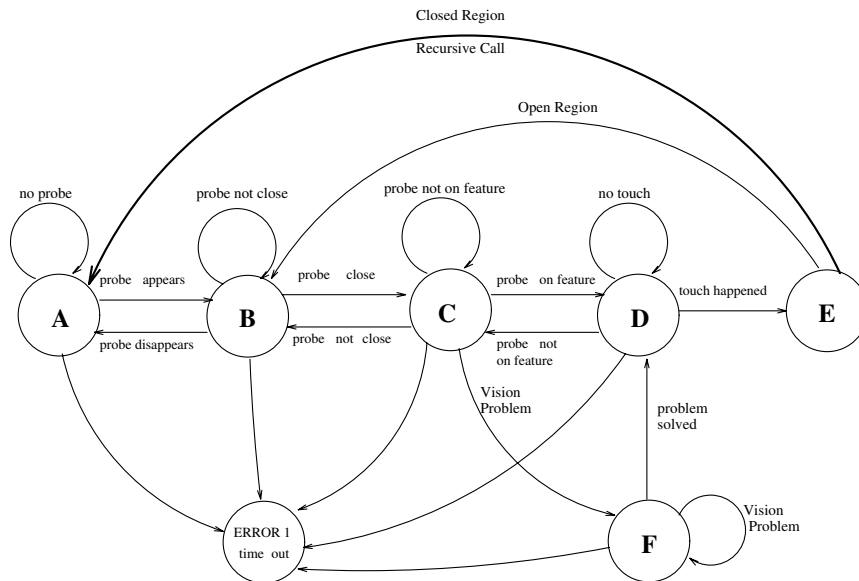 Closed Region
Recursive Call
Open Region
no probe
probe not close
probe not on feature
no touch
probe appears
probe close
probe on feature
touch happened
A
B
C
D
E
probe disappears
probe not close
probe not
on feature
Vision
Problem
problem
solved
ERROR 1
time out
F
Vision
Problem